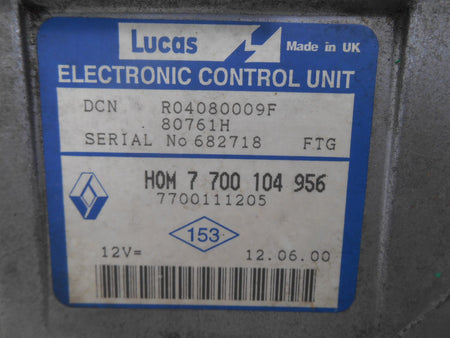 Lucas Made in UK
ELECTRONIC CONTROL UNIT
DCN R04080009F
80761H
SERIAL No 682718 FTG
HOM 7 700 104 956
7700111205
153
12V= 12.06.00